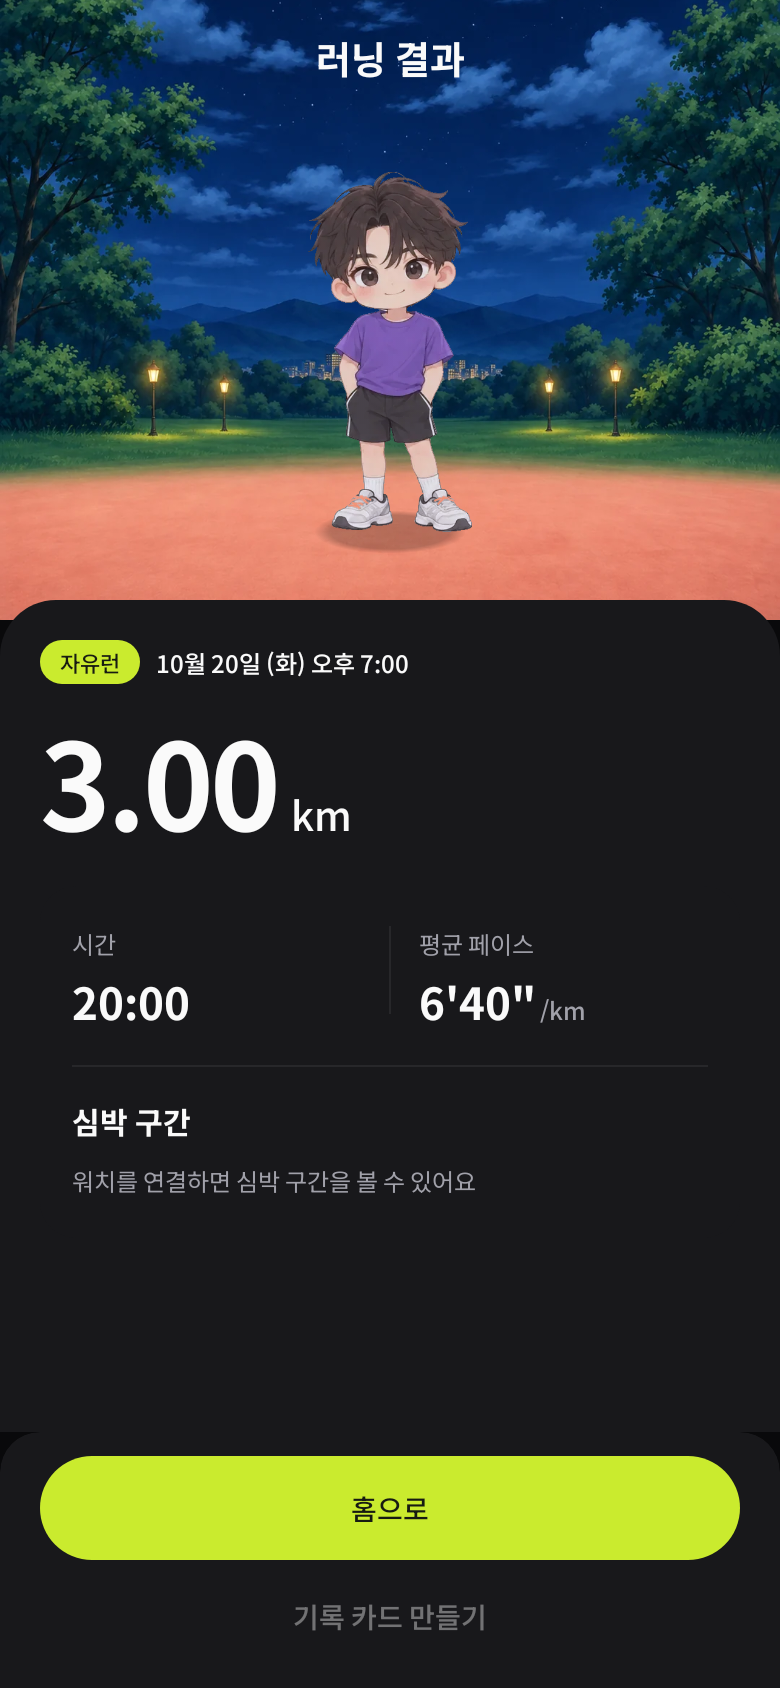 러닝 결과
자유런 10월 20일 (화) 오후 7:00
3.00 km
시간
20:00
평균 페이스
6'40"/km
심박 구간
워치를 연결하면 심박 구간을 볼 수 있어요
홈으로
기록 카드 만들기